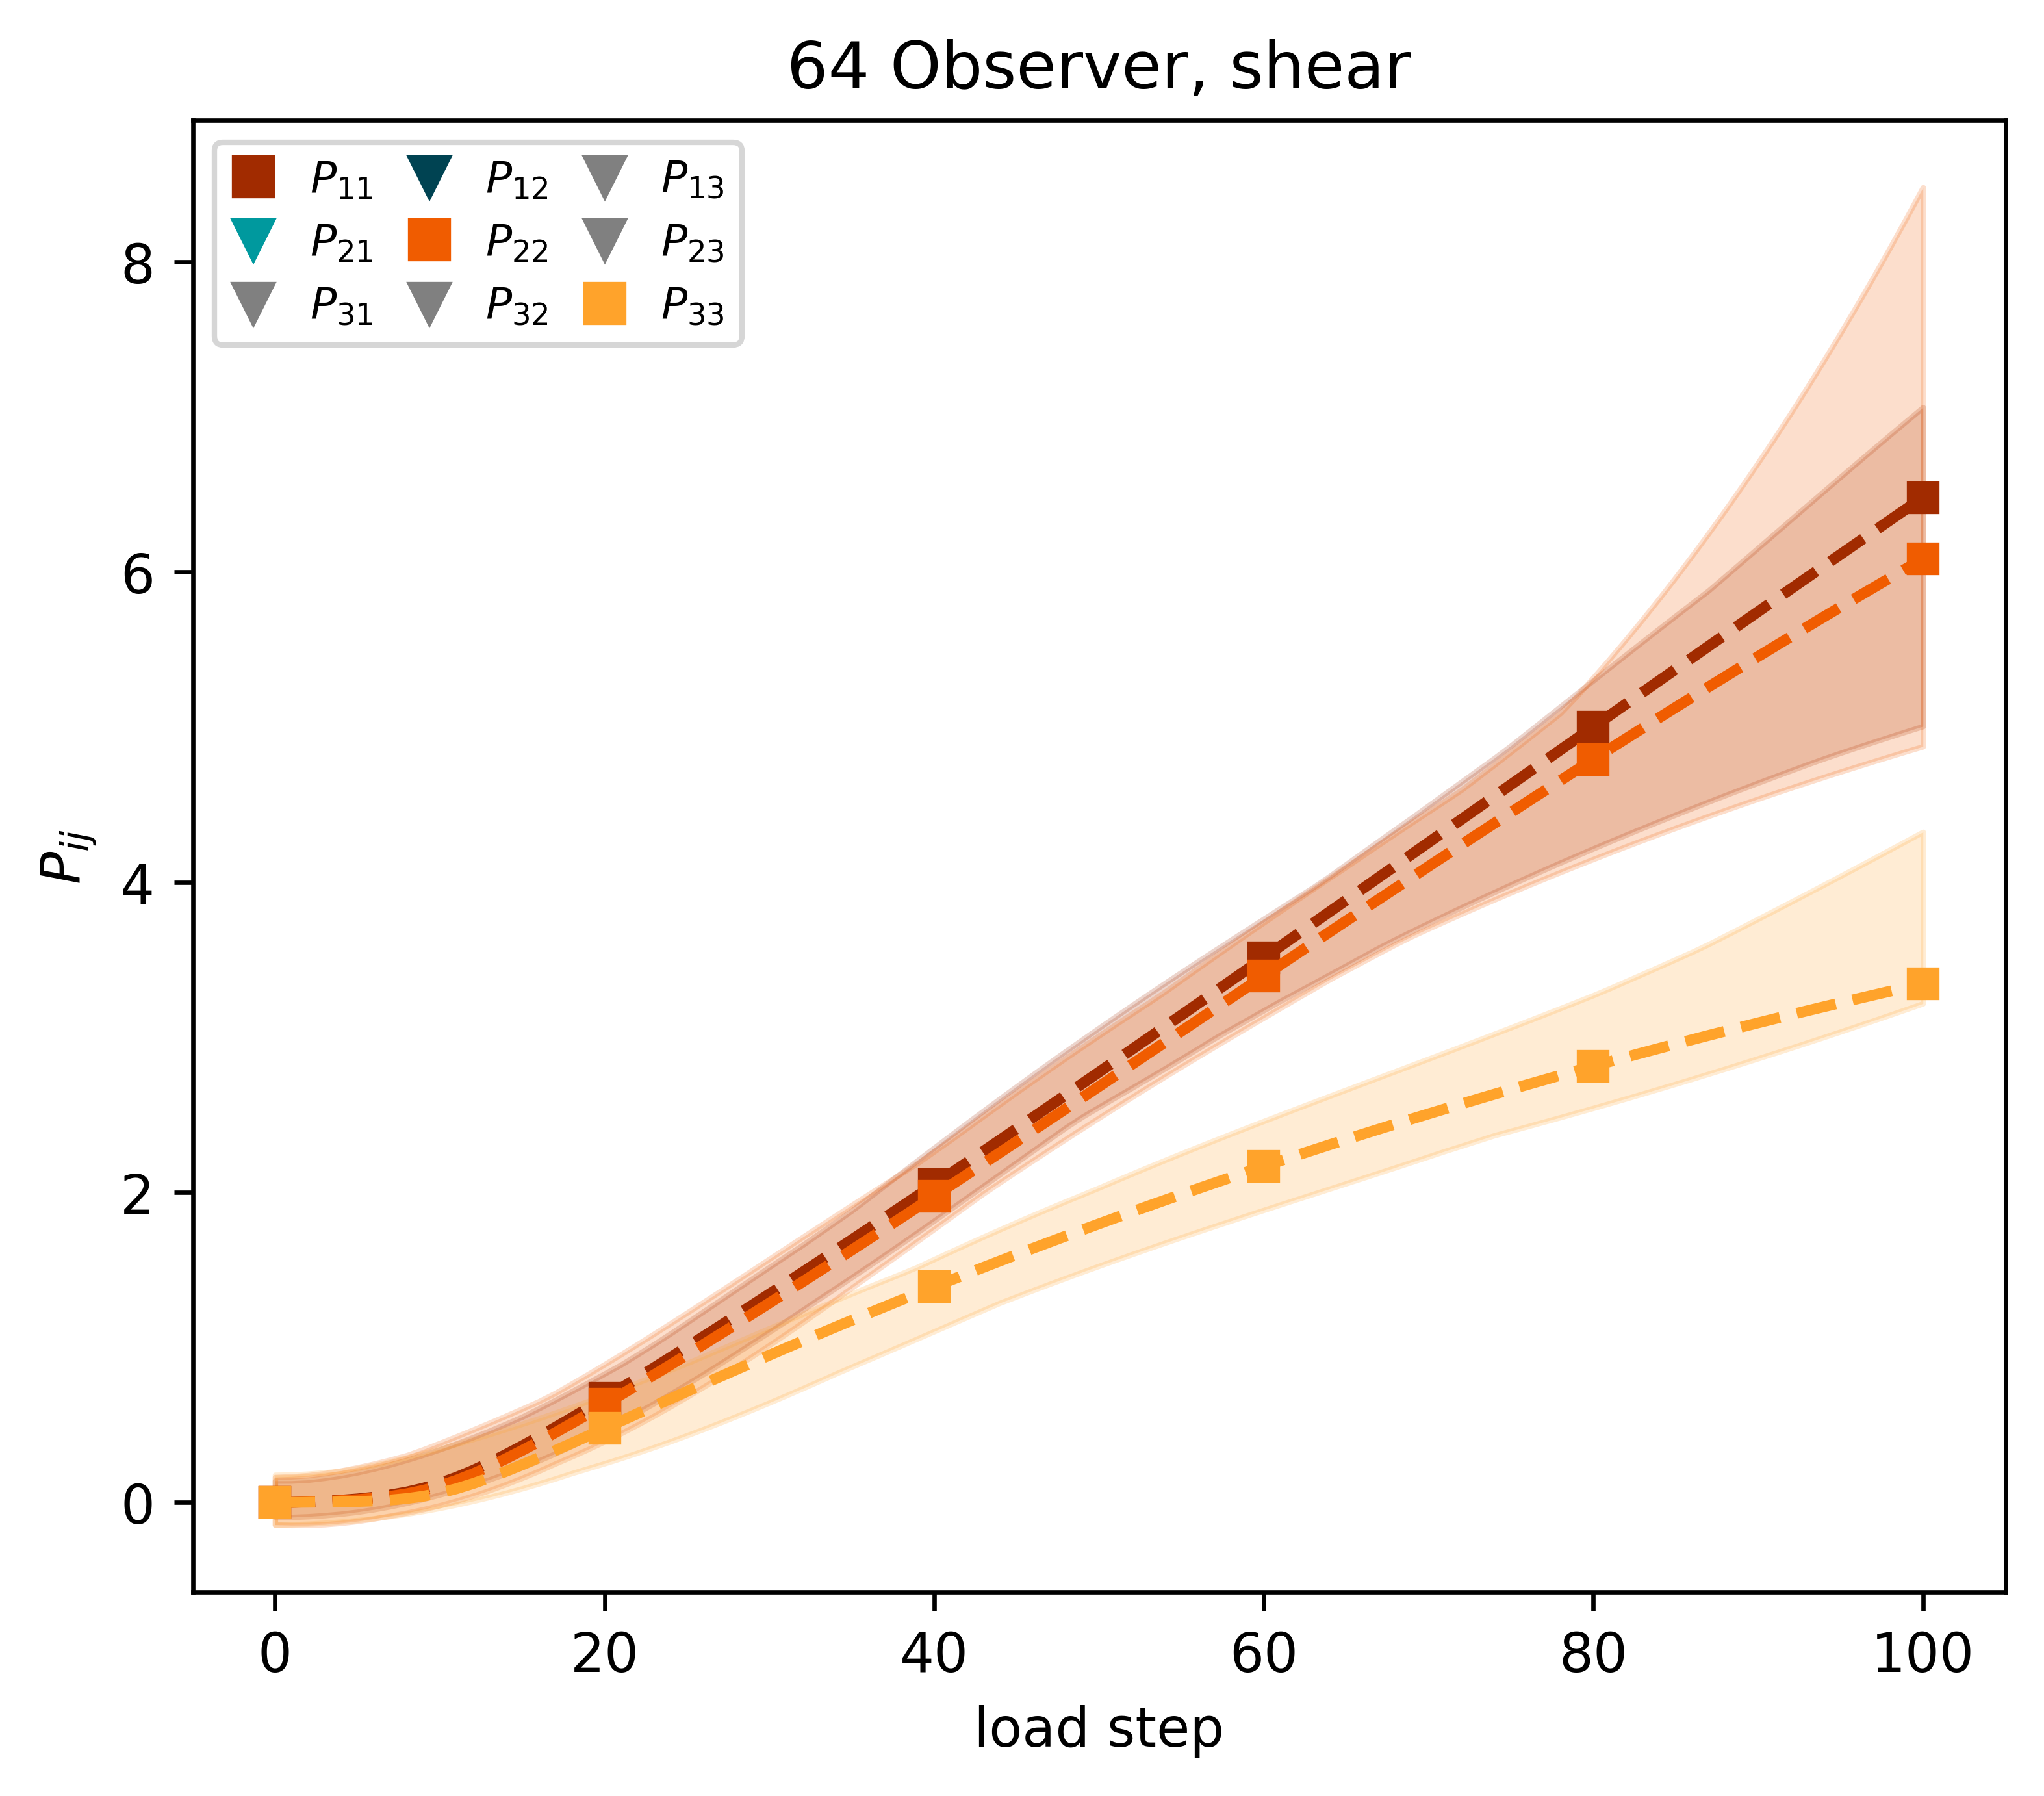 64 Observer, shear
P₁₁ P₁₂ P₁₃
P₂₁ P₂₂ P₂₃
P₃₁ P₃₂ P₃₃
8
6
4
2
0
Pᵢⱼ
0 20 40 60 80 100
load step